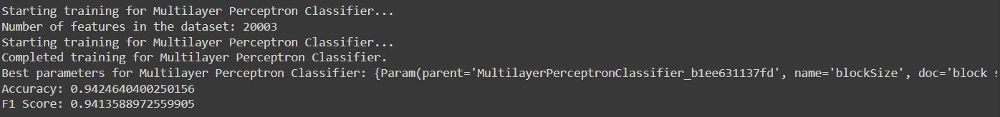 Starting training for Multilayer Perceptron Classifier...
Number of features in the dataset: 20003
Starting training for Multilayer Perceptron Classifier...
Completed training for Multilayer Perceptron Classifier.
Best parameters for Multilayer Perceptron Classifier: {Param(parent='MultilayerPerceptronClassifier_b1ee631137fd', name='blockSize', doc='block s
Accuracy: 0.9424640400250156
F1 Score: 0.9413588972559905